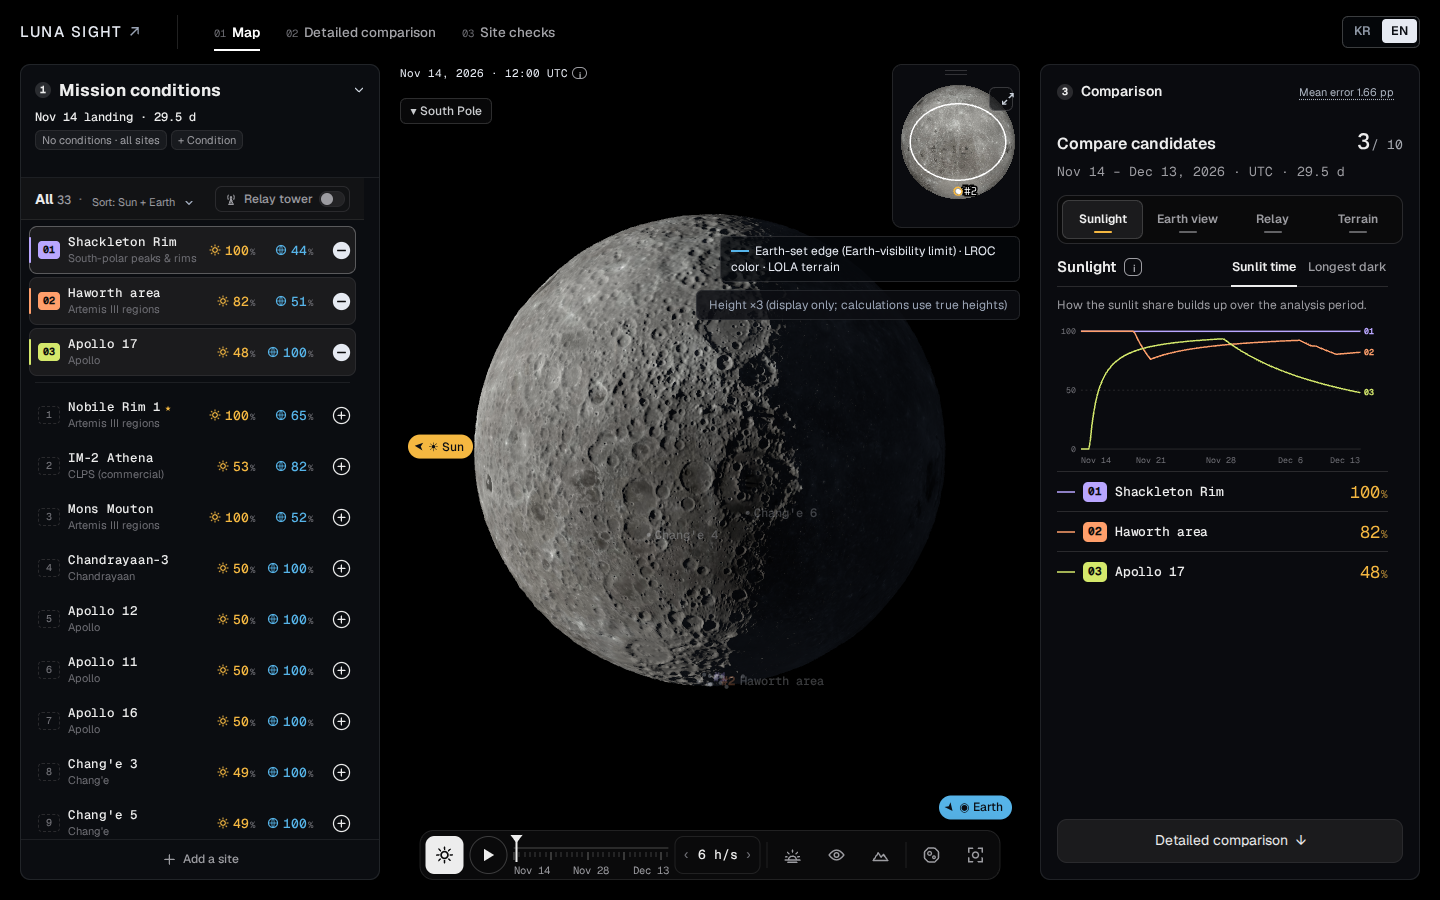 LUNA SIGHT ↗
01 Map
02 Detailed comparison
03 Site checks
KR EN
1 Mission conditions
Nov 14 landing · 29.5 d
No conditions · all sites
+ Condition
All 33 · Sort: Sun + Earth
Relay tower
01 Shackleton Rim 100% 44%
South-polar peaks & rims
02 Haworth area 82% 51%
Artemis III regions
03 Apollo 17 48% 100%
Apollo
1 Nobile Rim 1 ★ 100% 65%
Artemis III regions
2 IM-2 Athena 53% 82%
CLPS (commercial)
3 Mons Mouton 100% 52%
Artemis III regions
4 Chandrayaan-3 50% 100%
Chandrayaan
5 Apollo 12 50% 100%
Apollo
6 Apollo 11 50% 100%
Apollo
7 Apollo 16 50% 100%
Apollo
8 Chang'e 3 49% 100%
Chang'e
9 Chang'e 5 49% 100%
Chang'e
+ Add a site
Nov 14, 2026 · 12:00 UTC i
▾ South Pole
#2
Earth-set edge (Earth-visibility limit) · LROC
color · LOLA terrain
Height ×3 (display only; calculations use true heights)
Sun
Chang'e 6
Chang'e 4
#2 Haworth area
Earth
Nov 14 Nov 28 Dec 13
‹ 6 h/s ›
3 Comparison
Mean error 1.66 pp
Compare candidates 3 / 10
Nov 14 – Dec 13, 2026 · UTC · 29.5 d
Sunlight Earth view Relay Terrain
Sunlight i
Sunlit time Longest dark
How the sunlit share builds up over the analysis period.
100
50
0
01
02
03
Nov 14 Nov 21 Nov 28 Dec 6 Dec 13
01 Shackleton Rim 100%
02 Haworth area 82%
03 Apollo 17 48%
Detailed comparison ↓